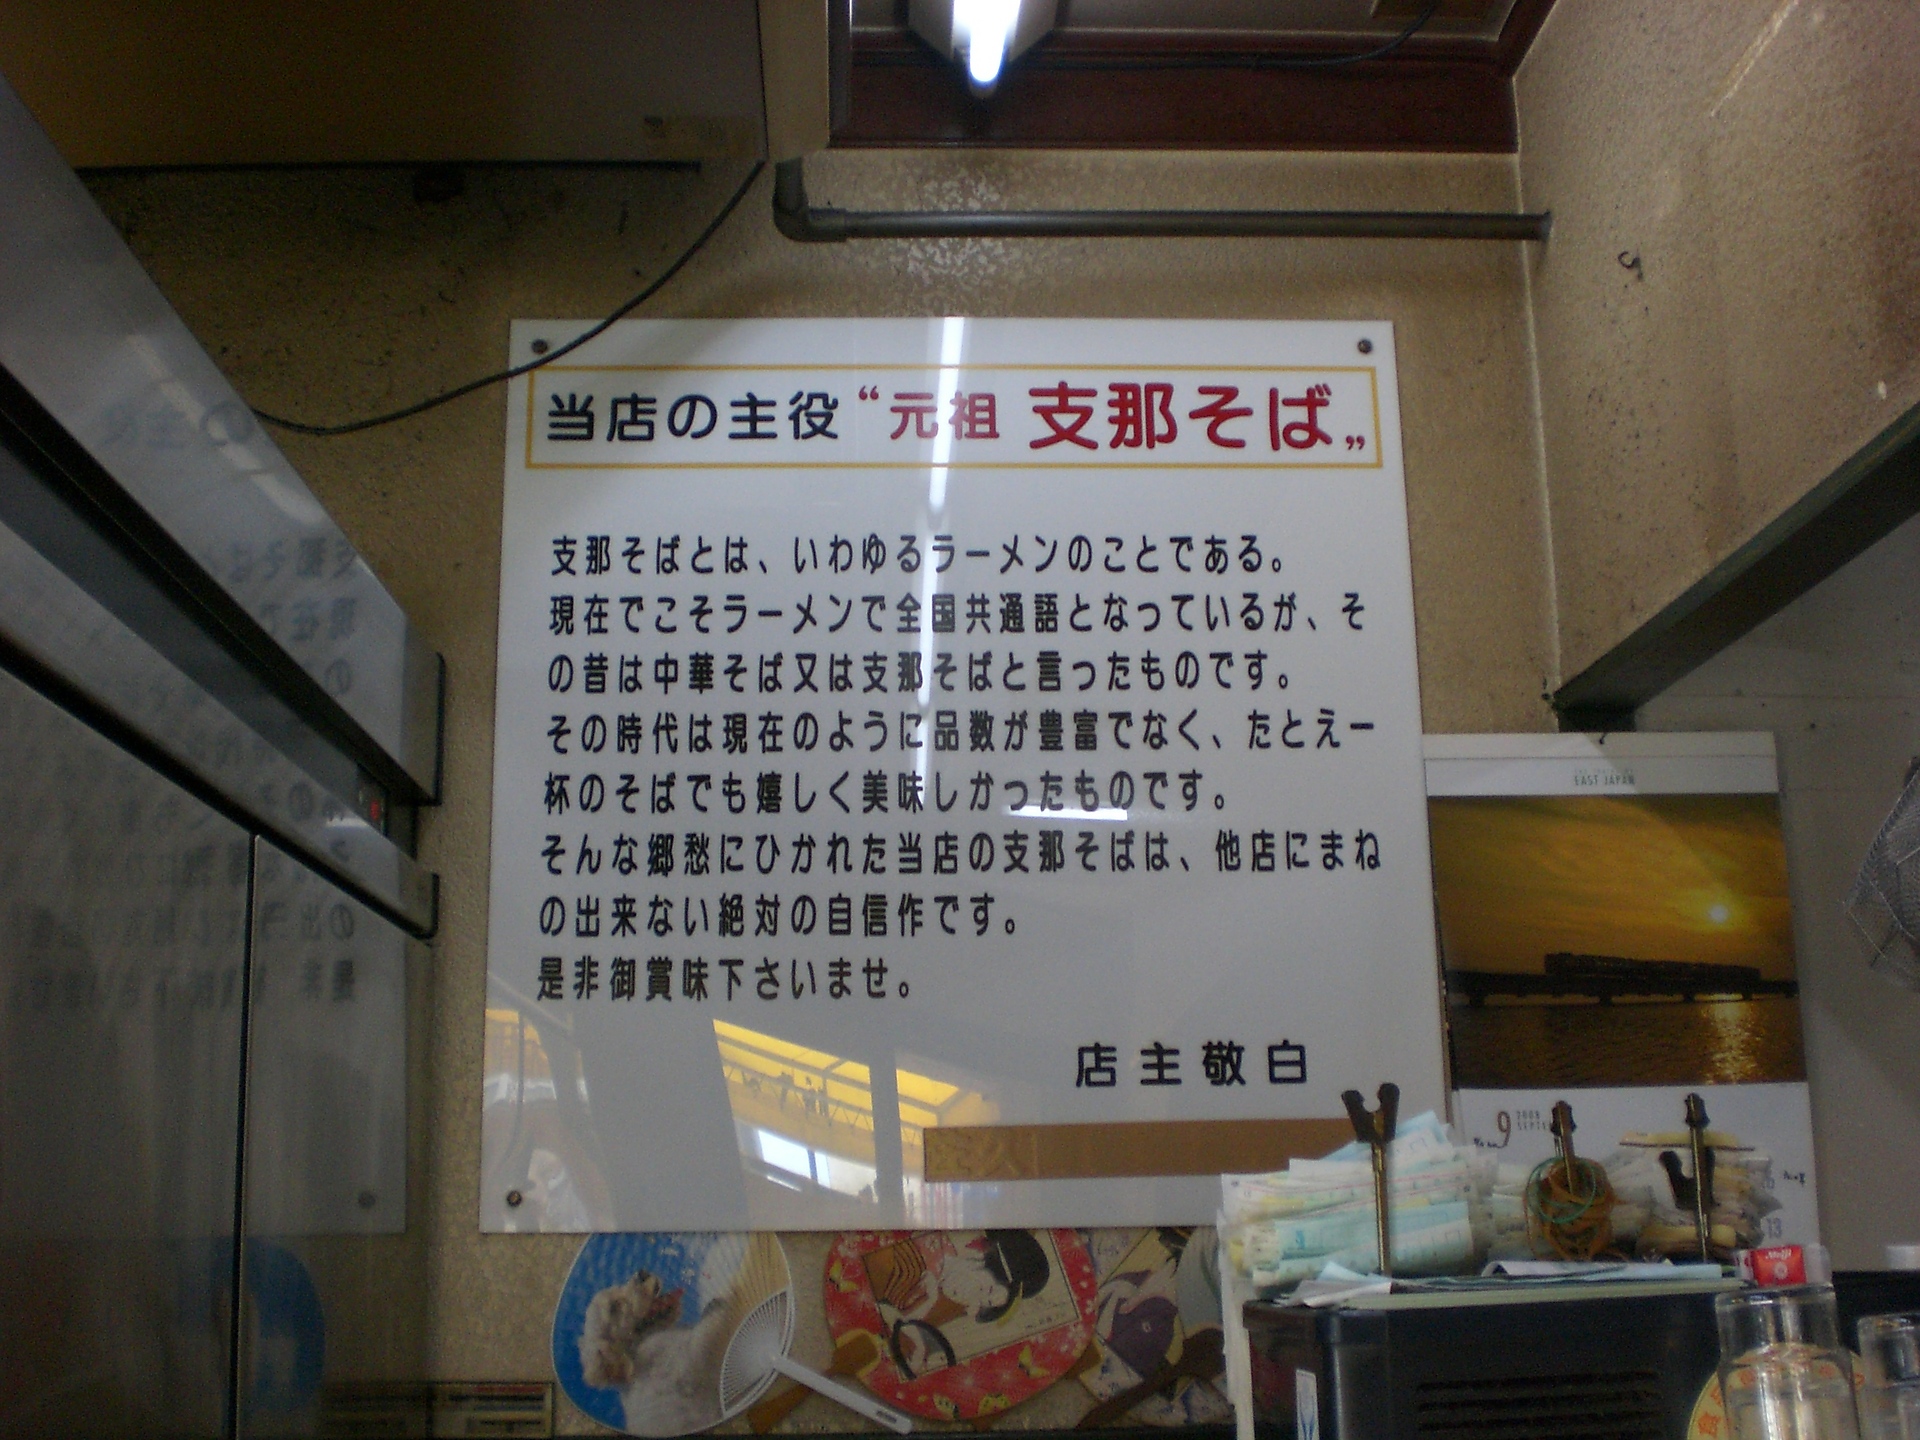 当店の主役“元祖 支那そば„
支那そばとは、いわゆるラーメンのことである。
現在でこそラーメンで全国共通語となっているが、そ
の昔は中華そば又は支那そばと言ったものです。
その時代は現在のように品数が豊富でなく、たとえ一
杯のそばでも嬉しく美味しかったものです。
そんな郷愁にひかれた当店の支那そばは、他店にまね
の出来ない絶対の自信作です。
是非御賞味下さいませ。
店主敬白
EAST JAPAN
9
13
Meiji